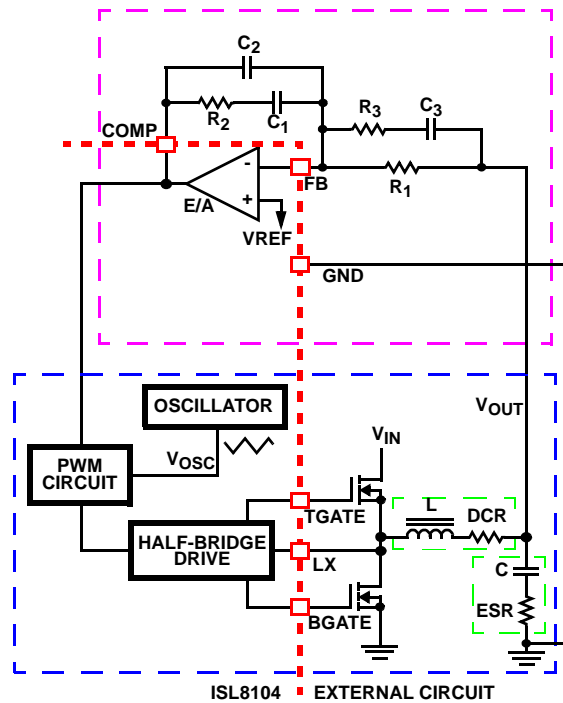 C2
R2
C1
R3
C3
COMP
-
FB
R1
E/A
+
VREF
GND
VOUT
OSCILLATOR
VIN
VOSC
PWM
CIRCUIT
L
DCR
TGATE
HALF-BRIDGE
DRIVE
LX
C
ESR
BGATE
ISL8104
EXTERNAL CIRCUIT